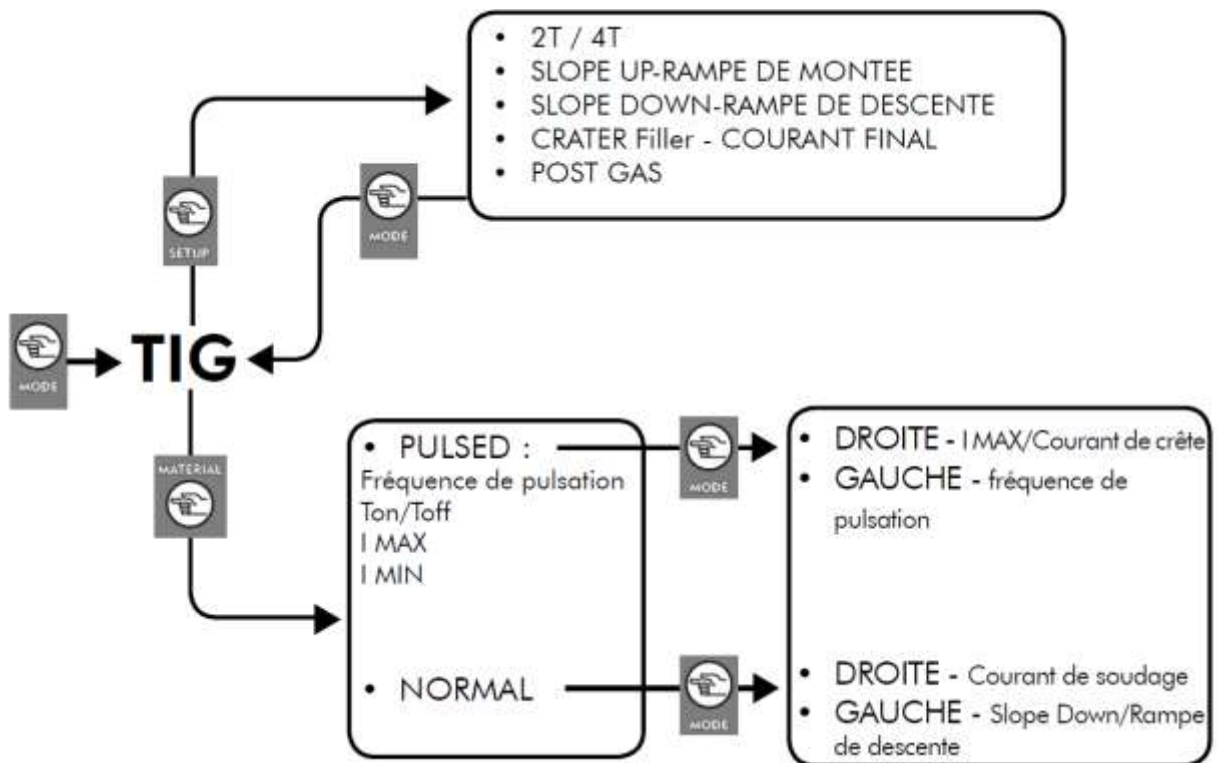 • 2T / 4T
• SLOPE UP-RAMPE DE MONTEE
• SLOPE DOWN-RAMPE DE DESCENTE
• CRATER Filler - COURANT FINAL
• POST GAS
SETUP
MODE
MODE
TIG
MATERIAL
• PULSED :
Fréquence de pulsation
Ton/Toff
I MAX
I MIN
• NORMAL
MODE
• DROITE - I MAX/Courant de crête
• GAUCHE - fréquence de
pulsation
MODE
• DROITE - Courant de soudage
• GAUCHE - Slope Down/Rampe
de descente